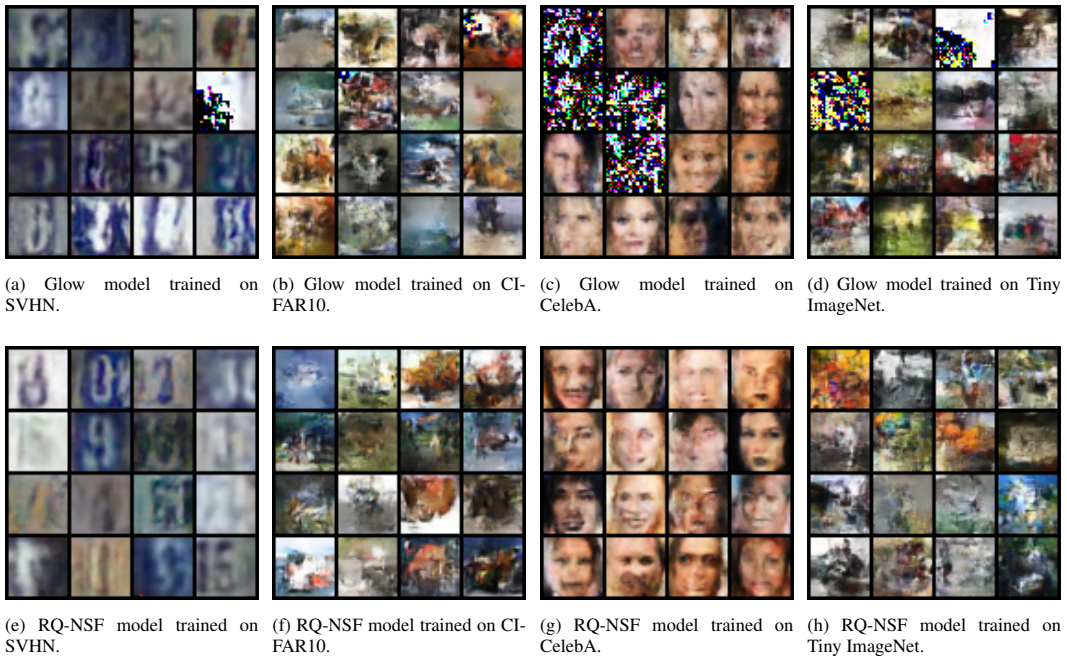 (a) Glow model trained on
SVHN.
(b) Glow model trained on CI-
FAR10.
(c) Glow model trained on
CelebA.
(d) Glow model trained on Tiny
ImageNet.
(e) RQ-NSF model trained on
SVHN.
(f) RQ-NSF model trained on CI-
FAR10.
(g) RQ-NSF model trained on
CelebA.
(h) RQ-NSF model trained on
Tiny ImageNet.